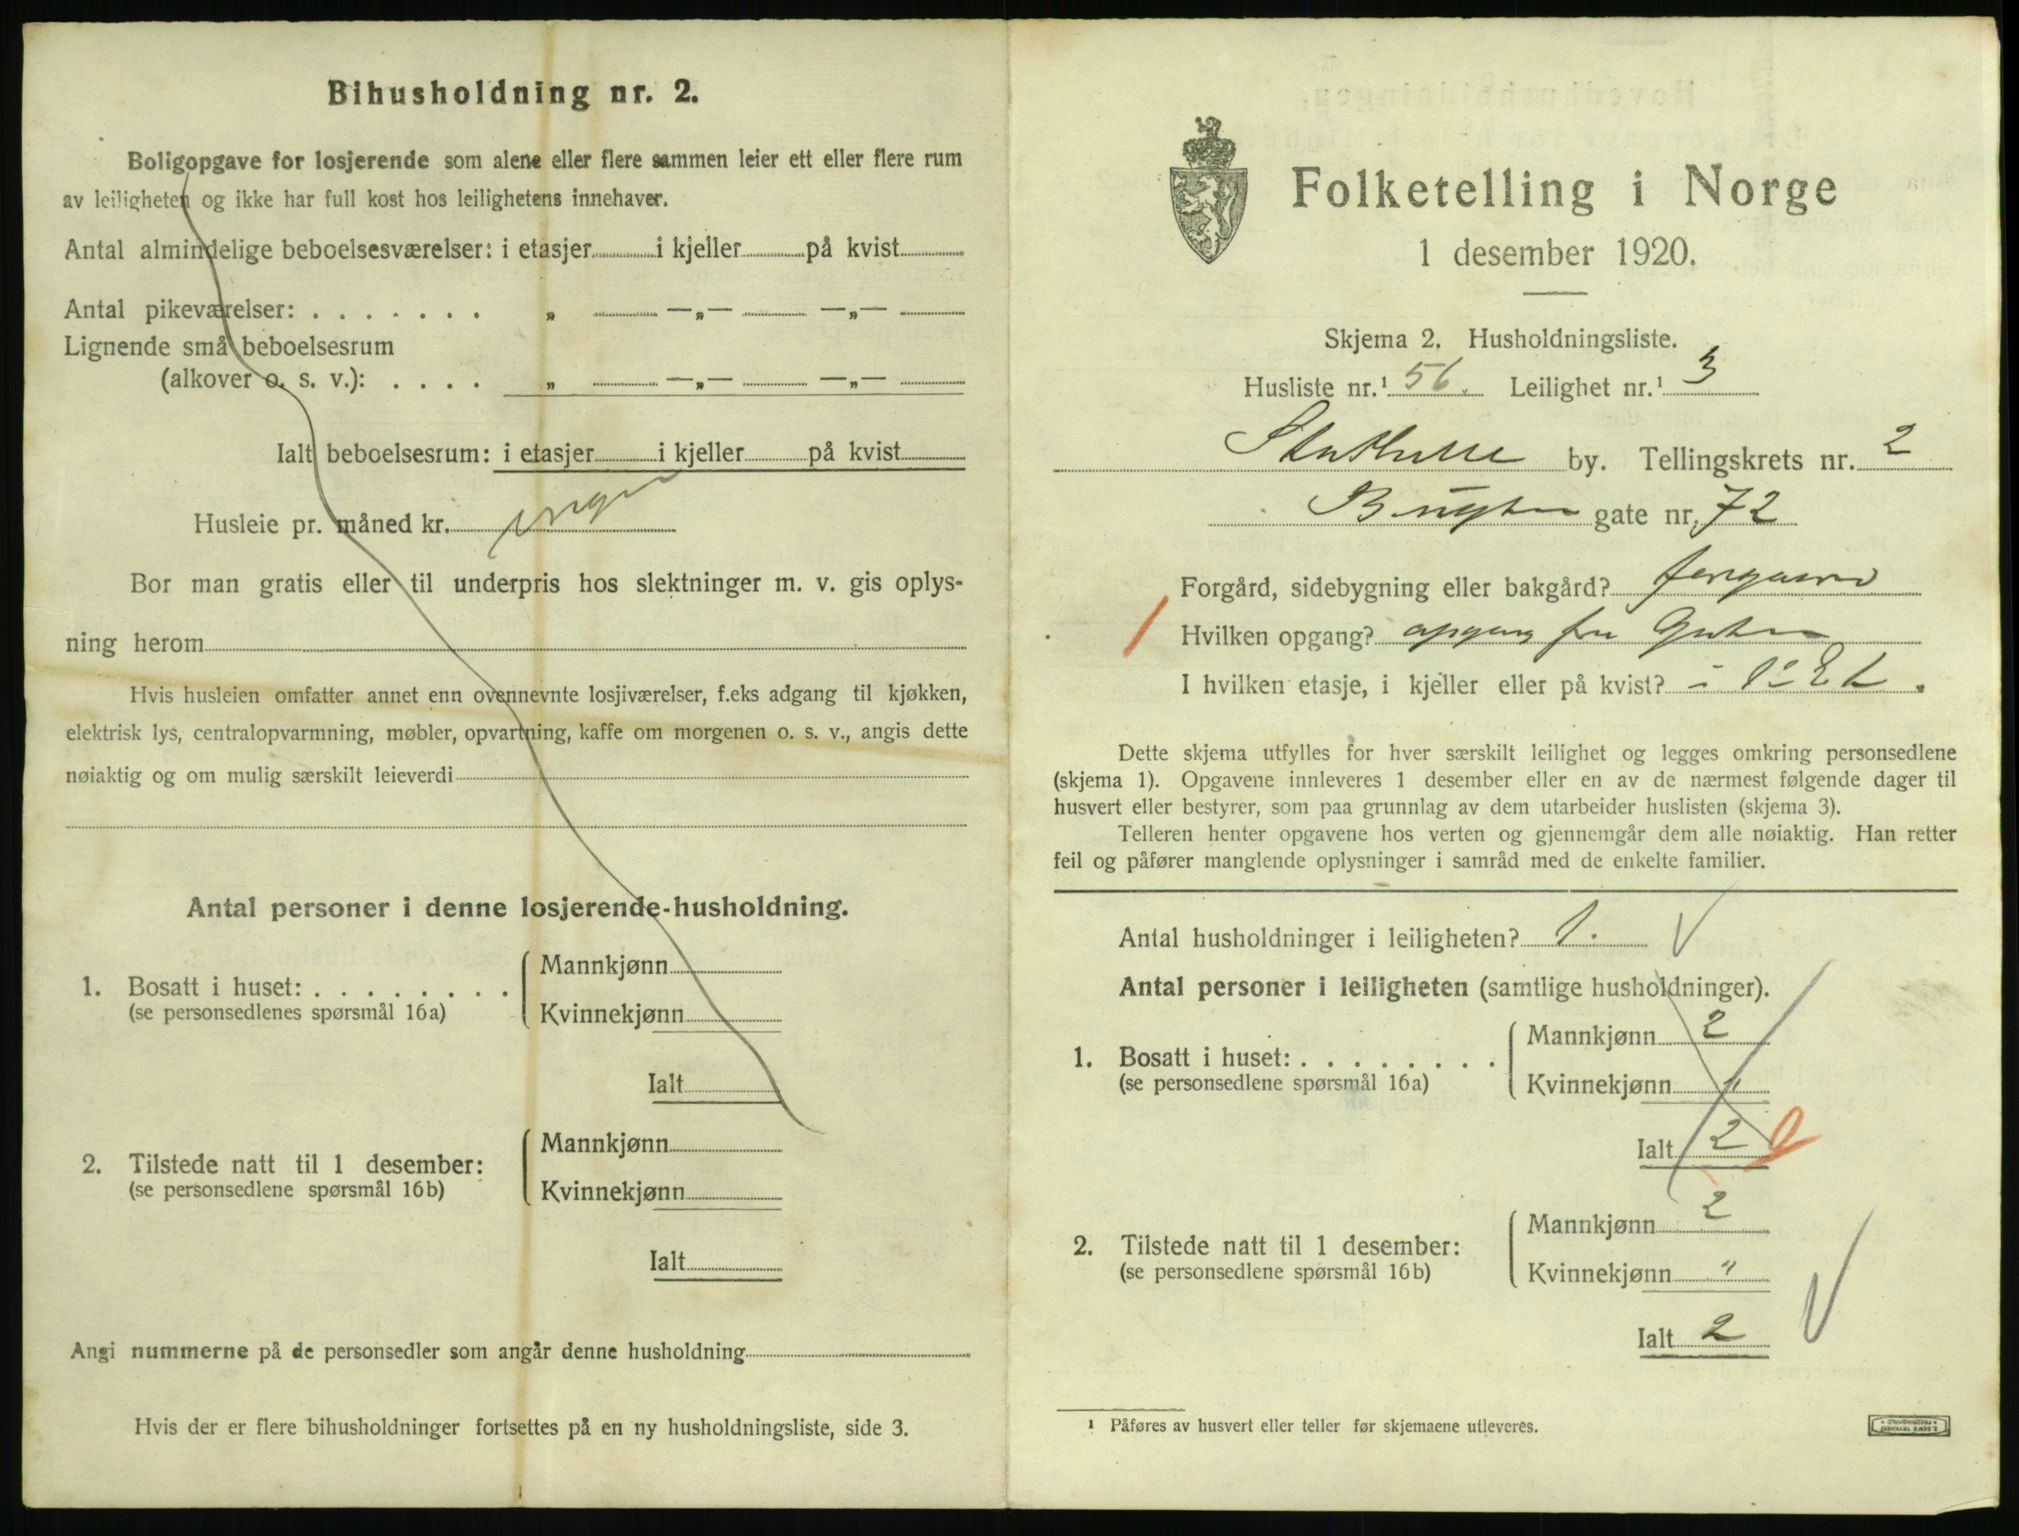 Bihusholdning nr. 2.
Boligopgave for losjerende som alene eller flere sammen leier ett eller flere rum
av leiligheten og ikke har full kost hos leilighetens innehaver.
Antal almindelige beboelsesværelser: i etasjer i kjeller på kvist
Antal pikeværelser: . . . . . . . „ —„— —„—
Lignende små beboelsesrum
(alkover o. s. v.): . . . . „ —„— —„—
Ialt beboelsesrum: i etasjer i kjeller på kvist
Husleie pr. måned kr. ingen
Bor man gratis eller til underpris hos slektninger m. v. gis oplys-
ning herom
Hvis husleien omfatter annet enn ovennevnte losjiværelser, f.eks adgang til kjøkken,
elektrisk lys, centralopvarmning, møbler, opvartning, kaffe om morgenen o. s. v., angis dette
nøiaktig og om mulig særskilt leieverdi
Antal personer i denne losjerende-husholdning.
1. Bosatt i huset: . . . . . . . .
(se personsedlenes spørsmål 16a)
Mannkjønn
Kvinnekjønn
Ialt
2. Tilstede natt til 1 desember:
(se personsedlene spørsmål 16b)
Mannkjønn
Kvinnekjønn
Ialt
Angi nummerne på de personsedler som angår denne husholdning
Hvis der er flere bihusholdninger fortsettes på en ny husholdningsliste, side 3.
Folketelling i Norge
1 desember 1920.
Skjema 2. Husholdningsliste.
Husliste nr.¹ 56. Leilighet nr.¹ 3
Stathelle by. Tellingskrets nr. 2
gate nr. 72
Forgård, sidebygning eller bakgård? forgaard
1 Hvilken opgang? opgang fra Gaten
I hvilken etasje, i kjeller eller på kvist? i 1ste Et.
Dette skjema utfylles for hver særskilt leilighet og legges omkring personsedlene
(skjema 1). Opgavene innleveres 1 desember eller en av de nærmest følgende dager til
husvert eller bestyrer, som paa grunnlag av dem utarbeider huslisten (skjema 3).
Telleren henter opgavene hos verten og gjennemgår dem alle nøiaktig. Han retter
feil og påfører manglende oplysninger i samråd med de enkelte familier.
Antal husholdninger i leiligheten? 1.
Antal personer i leiligheten (samtlige husholdninger).
1. Bosatt i huset: . . . . . . . .
(se personsedlene spørsmål 16a)
Mannkjønn 2
Kvinnekjønn "
Ialt 2
2. Tilstede natt til 1 desember:
(se personsedlene spørsmål 16b)
Mannkjønn 2
Kvinnekjønn "
Ialt 2
¹ Påføres av husvert eller teller før skjemaene utleveres.